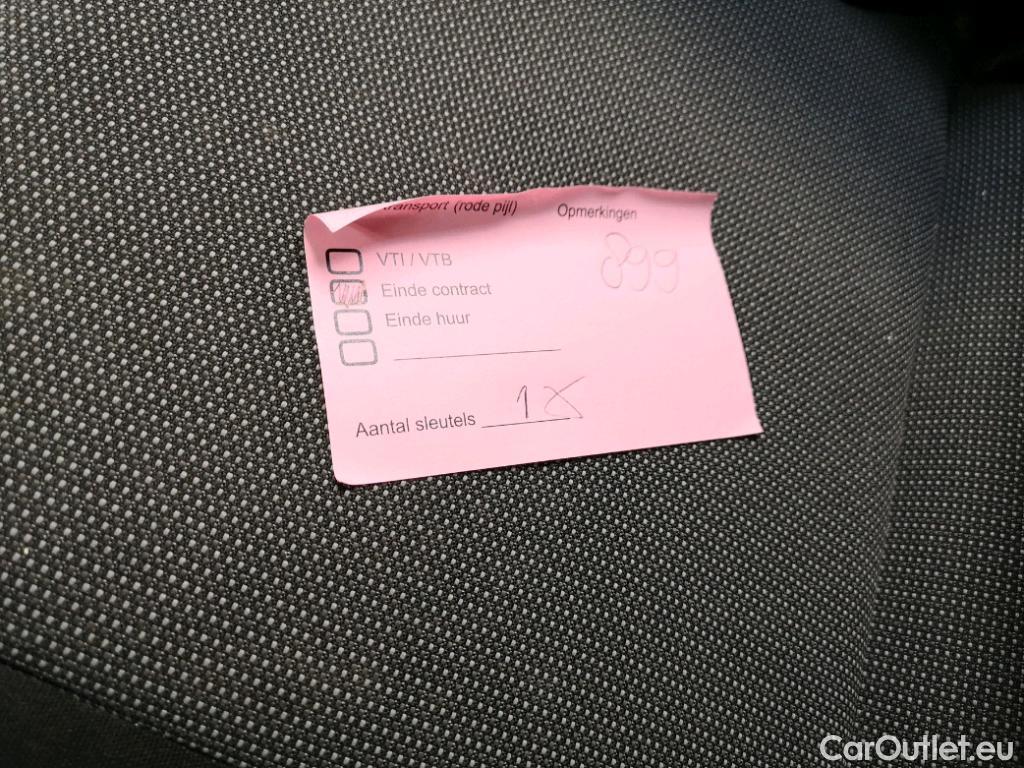 transport (rode pijl) Opmerkingen
899
VTI / VTB
Einde contract
Einde huur
Aantal sleutels 1X
CarOutlet.eu